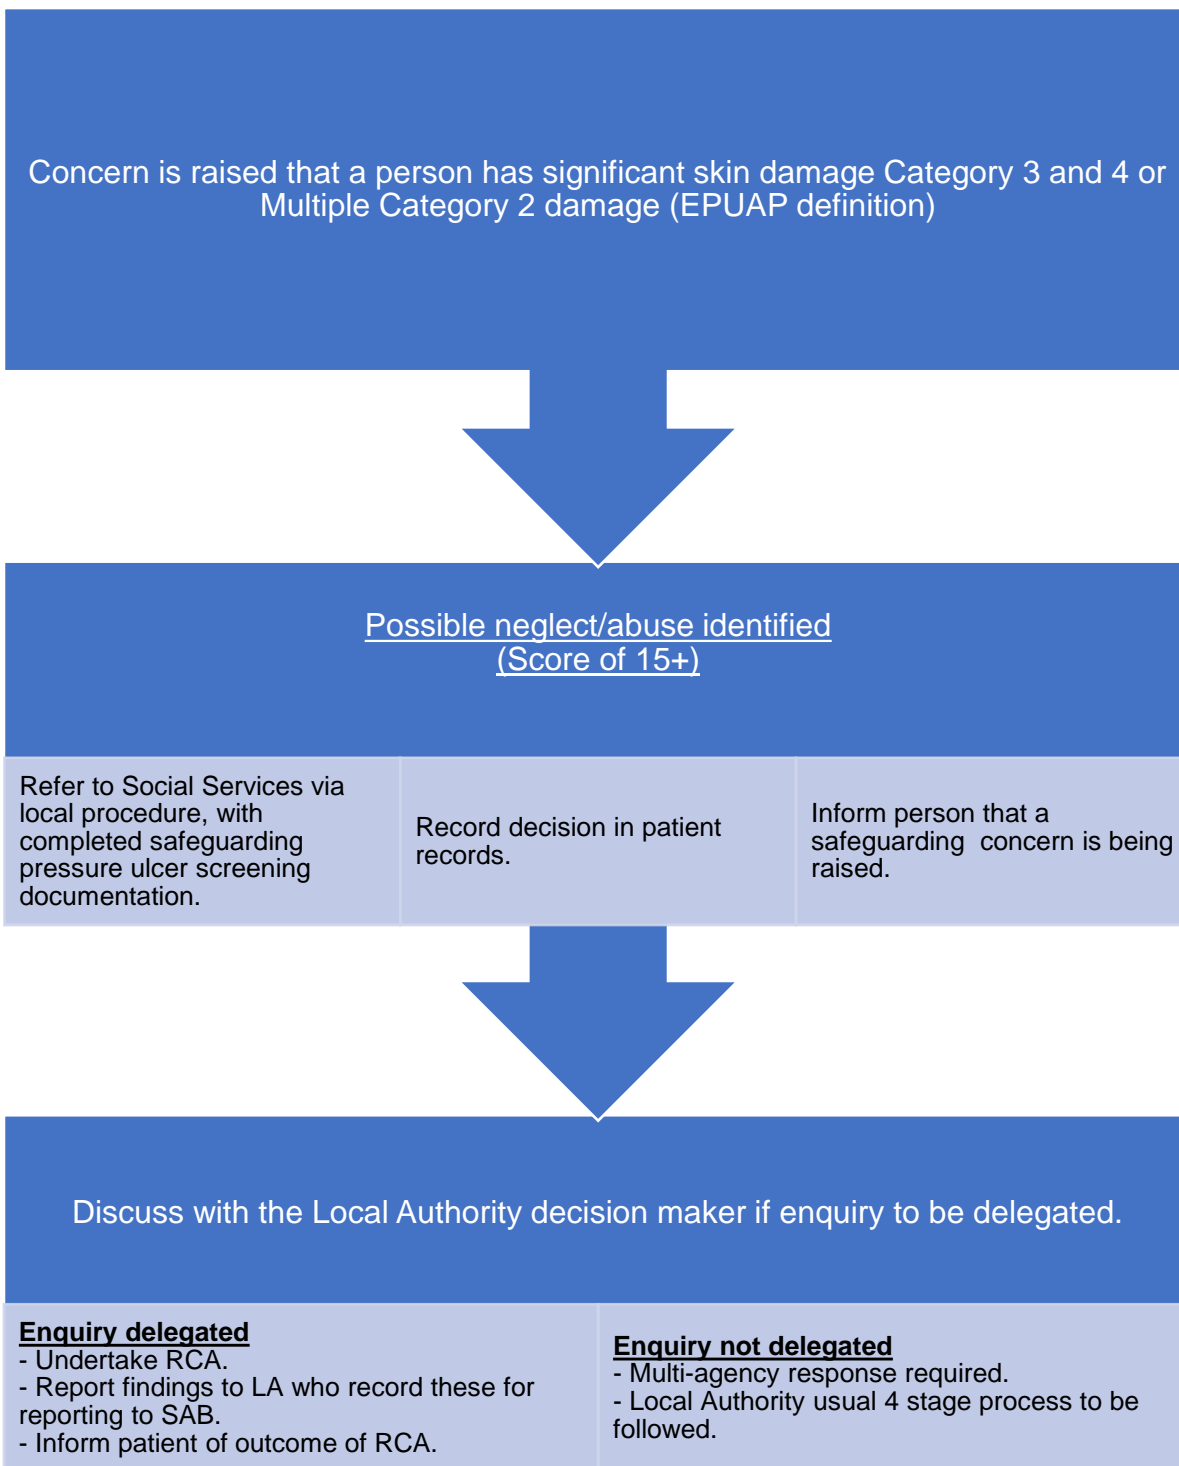 Concern is raised that a person has significant skin damage Category 3 and 4 or
Multiple Category 2 damage (EPUAP definition)
Possible neglect/abuse identified
(Score of 15+)
Refer to Social Services via
local procedure, with
completed safeguarding
pressure ulcer screening
documentation.
Record decision in patient
records.
Inform person that a
safeguarding  concern is being
raised.
Discuss with the Local Authority decision maker if enquiry to be delegated.
Enquiry delegated
- Undertake RCA.
- Report findings to LA who record these for
reporting to SAB.
- Inform patient of outcome of RCA.
Enquiry not delegated
- Multi-agency response required.
- Local Authority usual 4 stage process to be
followed.